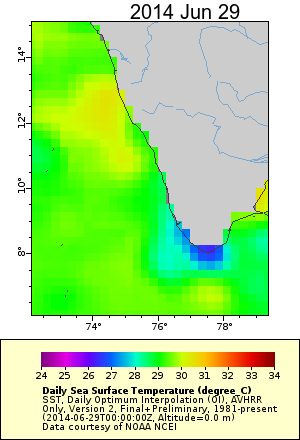 2014 Jun 29
14°
12°
10°
8°
74°
76°
78°
24 25 26 27 28 29 30 31 32 33 34
Daily Sea Surface Temperature (degree_C)
SST, Daily Optimum Interpolation (OI), AVHRR
Only, Version 2, Final+Preliminary, 1981-present
(2014-06-29T00:00:00Z, Altitude=0.0 m)
Data courtesy of NOAA NCEI